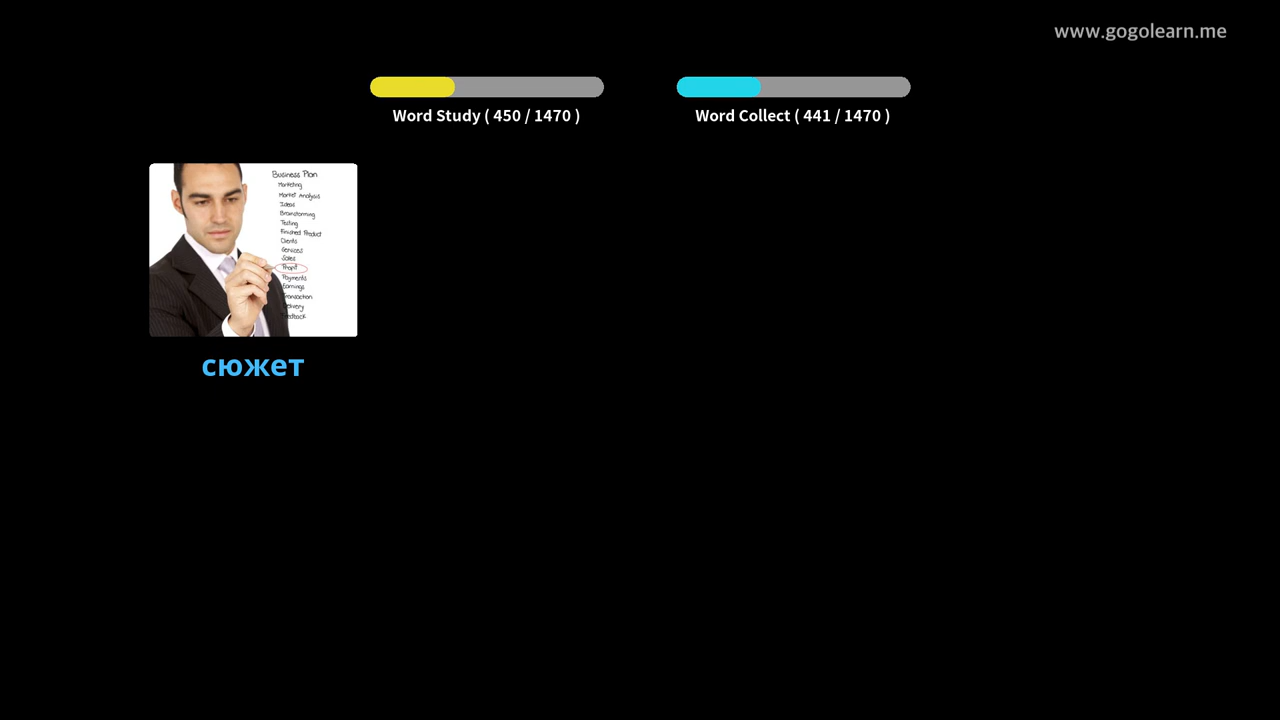 www.gogolearn.me
Word Study ( 450 / 1470 )
Word Collect ( 441 / 1470 )
Business Plan
Marketing
Market Analysis
Ideas
Brainstorming
Testing
Finished Product
Clients
Services
Sales
Profit
Payments
Earnings
Transaction
Delivery
Feedback
сюжет